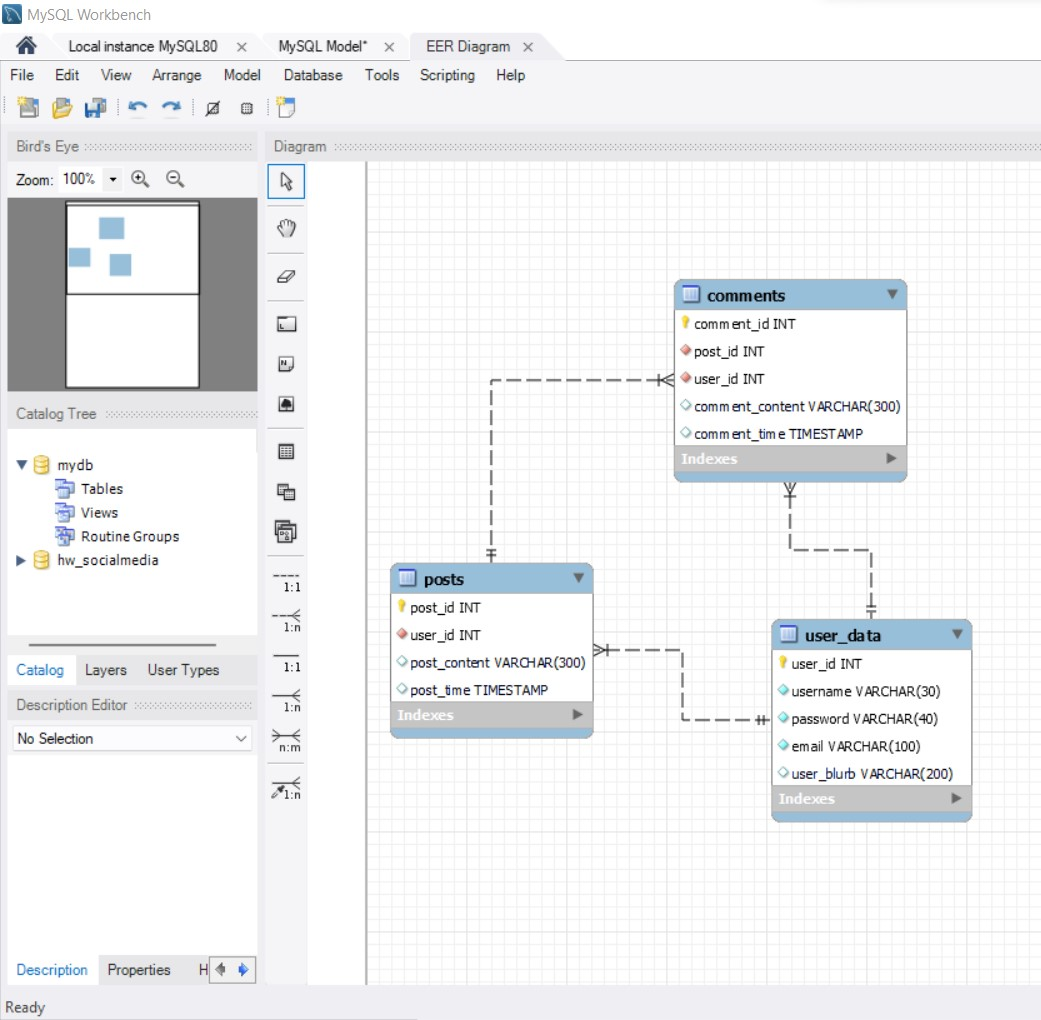 MySQL Workbench
Local instance MySQL80
MySQL Model*
EER Diagram
File Edit View Arrange Model Database Tools Scripting Help
Bird's Eye
Zoom: 100%
Catalog Tree
mydb
Tables
Views
Routine Groups
hw_socialmedia
Catalog Layers User Types
Description Editor
No Selection
Description Properties H
Ready
Diagram
N
1:1
1:n
1:1
1:n
n:m
1:n
comments
comment_id INT
post_id INT
user_id INT
comment_content VARCHAR(300)
comment_time TIMESTAMP
Indexes
posts
post_id INT
user_id INT
post_content VARCHAR(300)
post_time TIMESTAMP
Indexes
user_data
user_id INT
username VARCHAR(30)
password VARCHAR(40)
email VARCHAR(100)
user_blurb VARCHAR(200)
Indexes